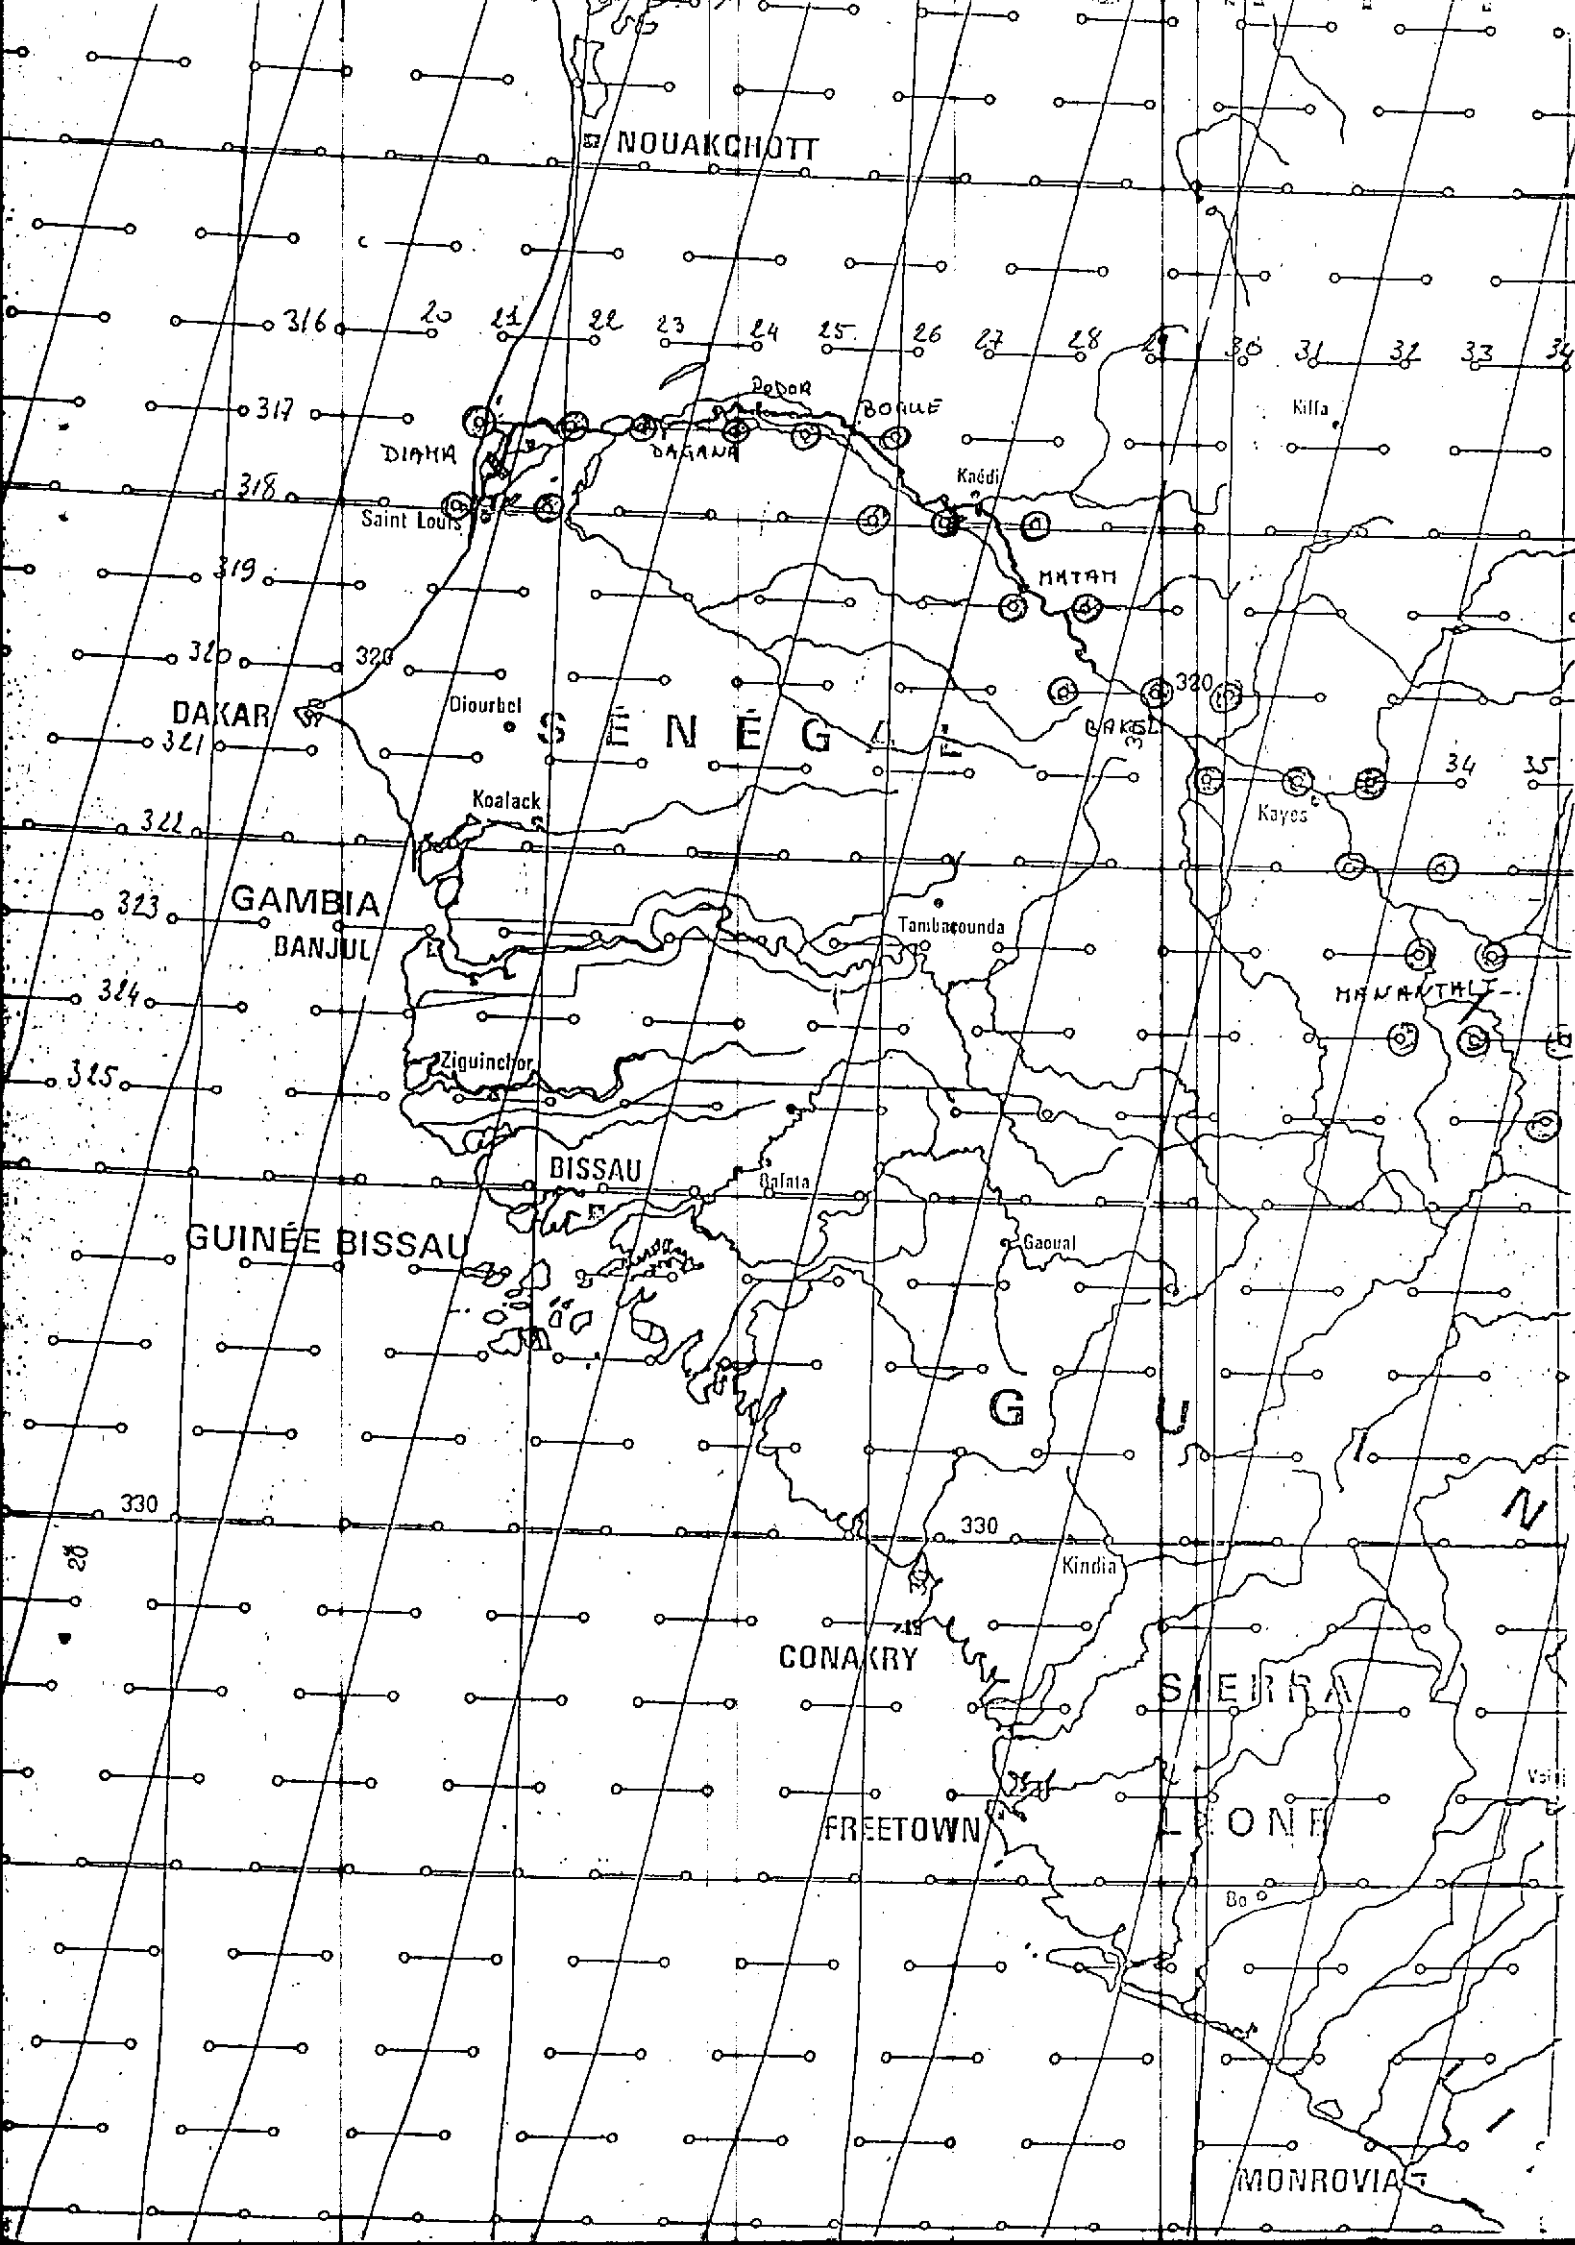 NOUAKCHOTT
316 20 21 22 23 24 25 26 27 28 29 30 31 32 33 34
PODOR
BOGUE
317
Kiffa
DIAMA
DAGANA
Kaédi
318
Saint Louis
319
MATAM
320 320 320
DAKAR
Diourbel
SÉNÉGAL
BAKEL
321
34 35
Koalack
Kayes
322
GAMBIA
323
Tambacounda
BANJUL
324
MANANTALI
Ziguinchor
325
BISSAU
Bafata
GUINÉE BISSAU
Gaoual
G U I N
330 330
20
Kindia
CONAKRY
SIERRA
FREETOWN
LEONE
Bo
MONROVIA